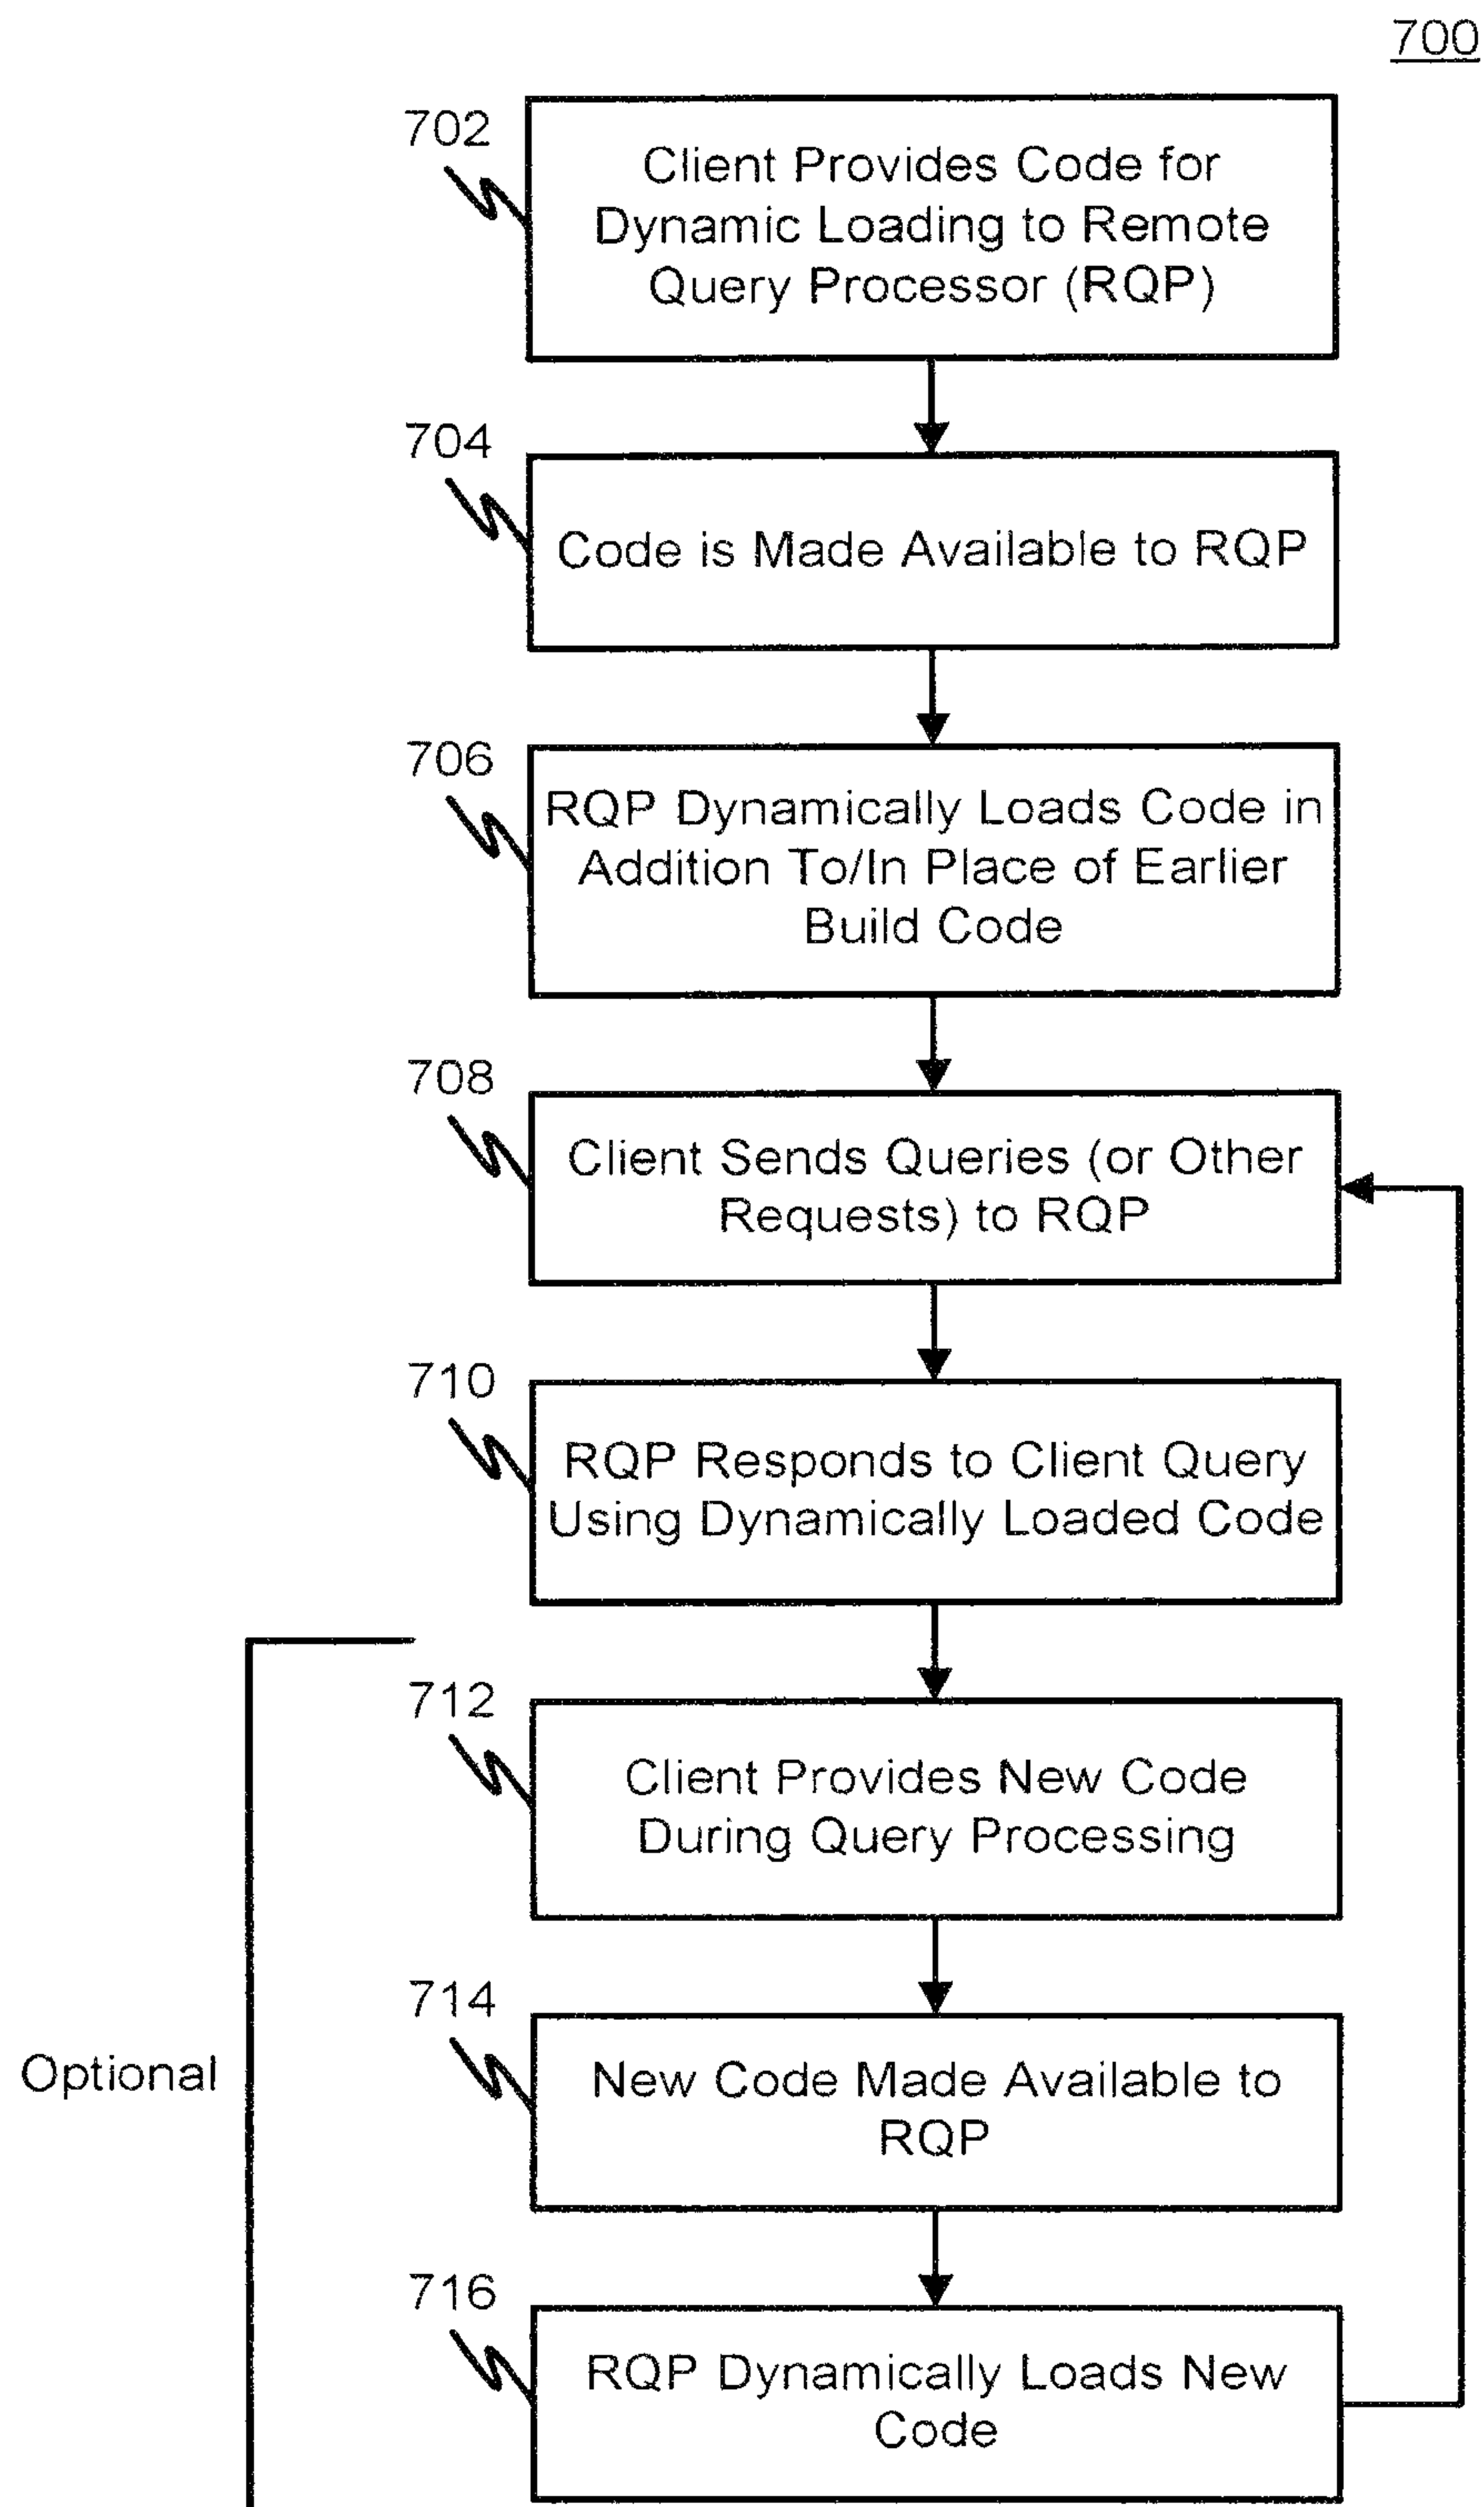 700
702
Client Provides Code for
Dynamic Loading to Remote
Query Processor (RQP)
704
Code is Made Available to RQP
706
RQP Dynamically Loads Code in
Addition To/In Place of Earlier
Build Code
708
Client Sends Queries (or Other
Requests) to RQP
710
RQP Responds to Client Query
Using Dynamically Loaded Code
712
Client Provides New Code
During Query Processing
714
New Code Made Available to
RQP
Optional
716
RQP Dynamically Loads New
Code